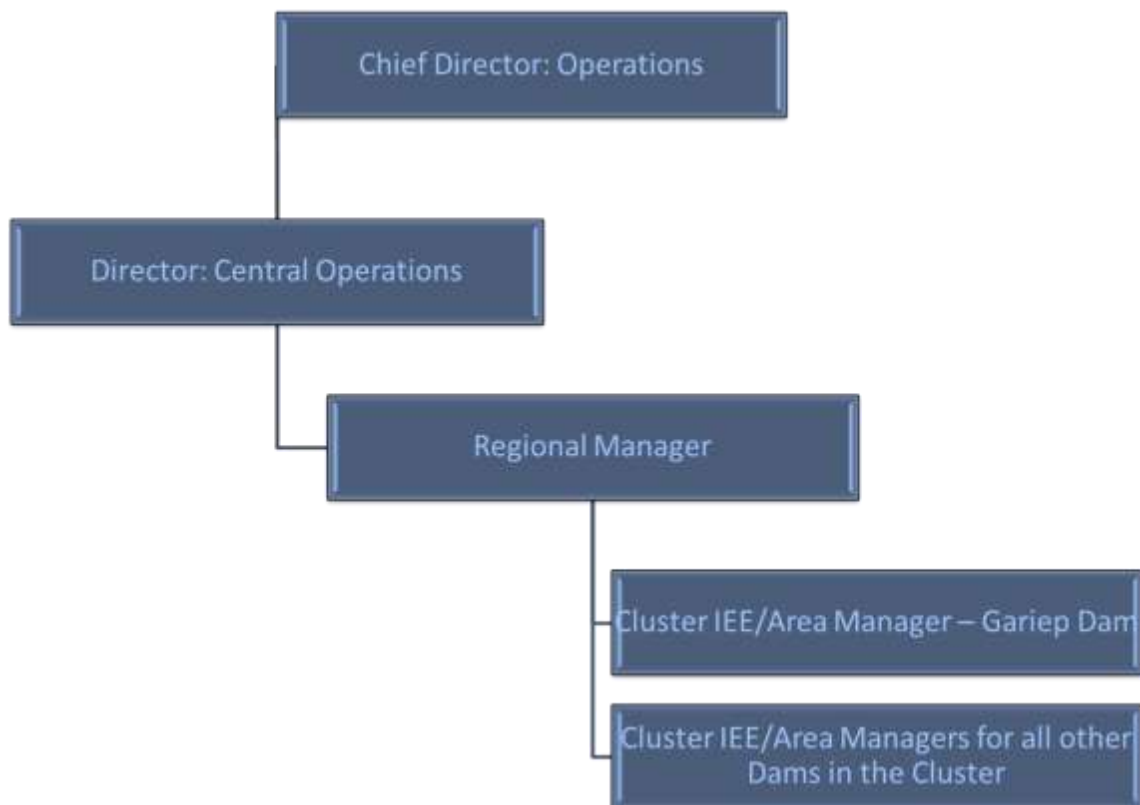 Chief Director: Operations
Director: Central Operations
Regional Manager
Cluster IEE/Area Manager – Gariep Dam
Cluster IEE/Area Managers for all other
Dams in the Cluster